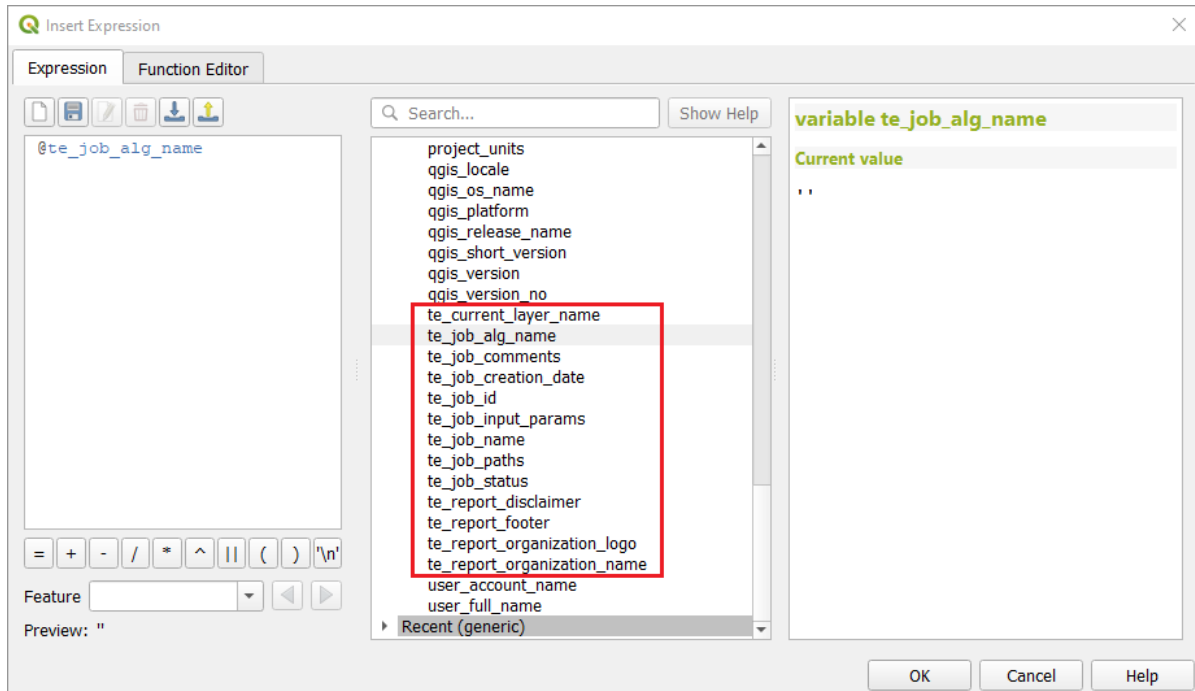 Insert Expression
Expression
Function Editor
@te_job_alg_name
=
+
-
/
*
^
||
(
)
'\n'
Feature
Preview: ''
Search...
Show Help
project_units
qgis_locale
qgis_os_name
qgis_platform
qgis_release_name
qgis_short_version
qgis_version
qgis_version_no
te_current_layer_name
te_job_alg_name
te_job_comments
te_job_creation_date
te_job_id
te_job_input_params
te_job_name
te_job_paths
te_job_status
te_report_disclaimer
te_report_footer
te_report_organization_logo
te_report_organization_name
user_account_name
user_full_name
Recent (generic)
variable te_job_alg_name
Current value
''
OK
Cancel
Help